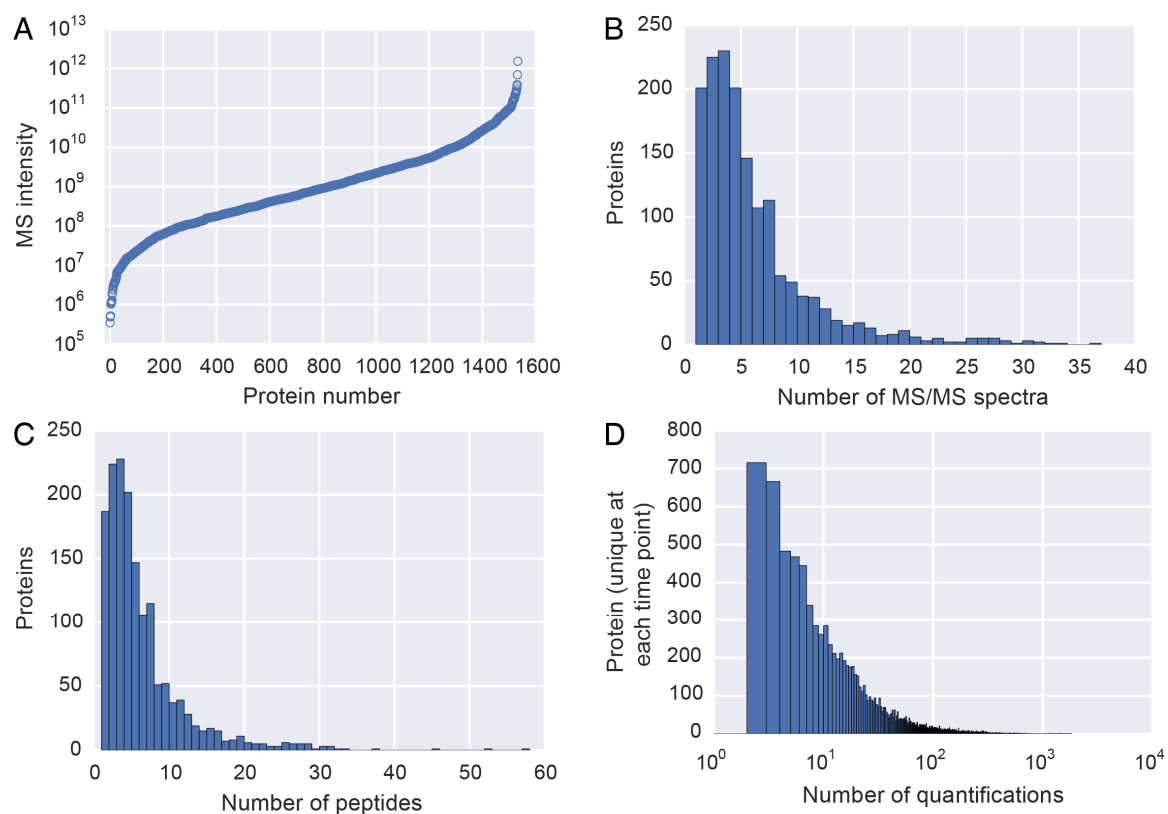 A
10^13
10^12
10^11
10^10
10^9
10^8
10^7
10^6
10^5
MS intensity
0 200 400 600 800 1000 1200 1400 1600
Protein number
B
250
200
150
100
50
0
Proteins
0 5 10 15 20 25 30 35 40
Number of MS/MS spectra
C
250
200
150
100
50
0
Proteins
0 10 20 30 40 50 60
Number of peptides
D
800
700
600
500
400
300
200
100
0
Protein (unique at
each time point)
10^0 10^1 10^2 10^3 10^4
Number of quantifications